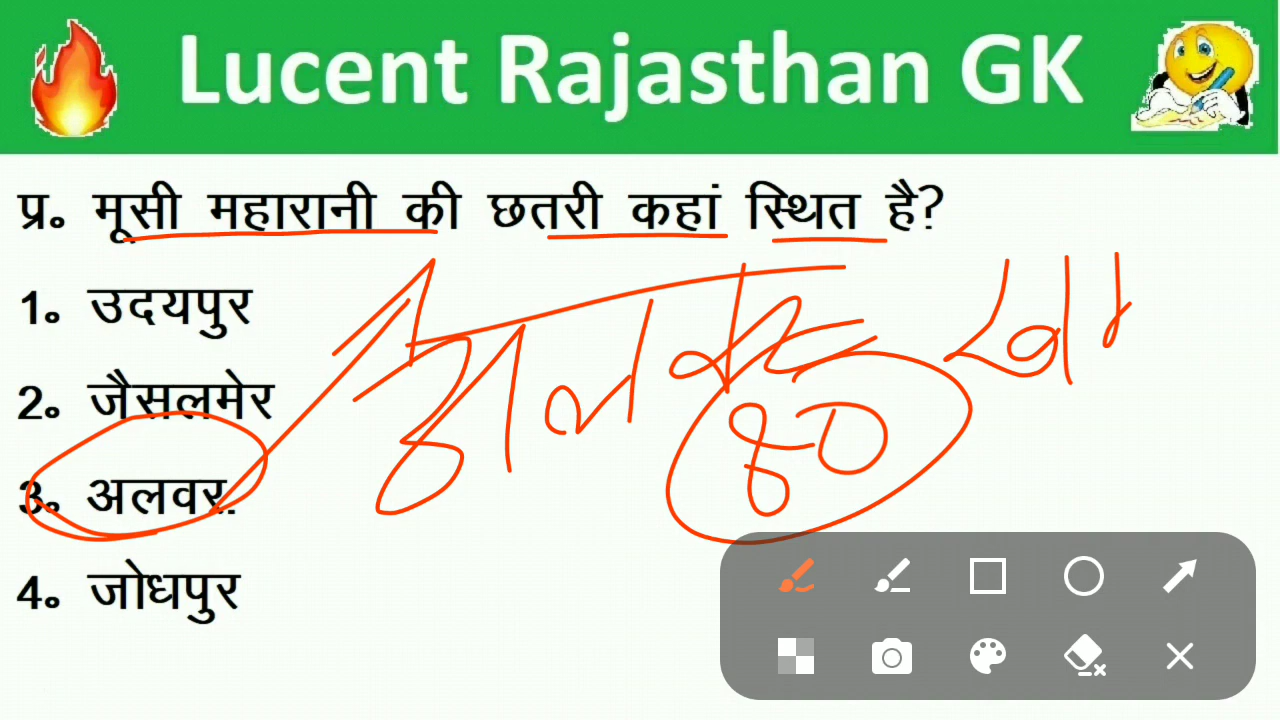 Lucent Rajasthan GK
प्र॰ मूसी महारानी की छतरी कहां स्थित है?
1॰ उदयपुर
2॰ जैसलमेर
3॰ अलवर
4॰ जोधपुर
80